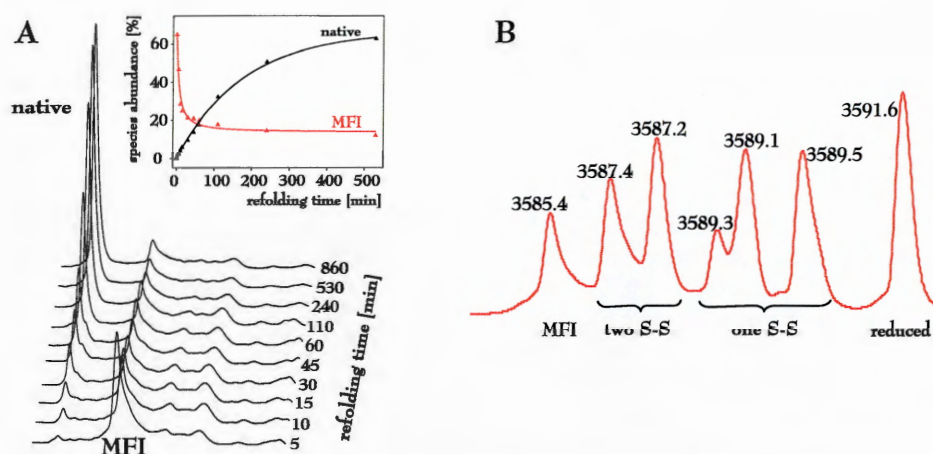 A
species abundance [%]
60
40
20
0
native
MFI
0 100 200 300 400 500
refolding time [min]
native
MFI
860
530
240
110
60
45
30
15
10
5
refolding time [min]
B
3585.4
3587.4
3587.2
3589.3
3589.1
3589.5
3591.6
MFI two S-S one S-S reduced